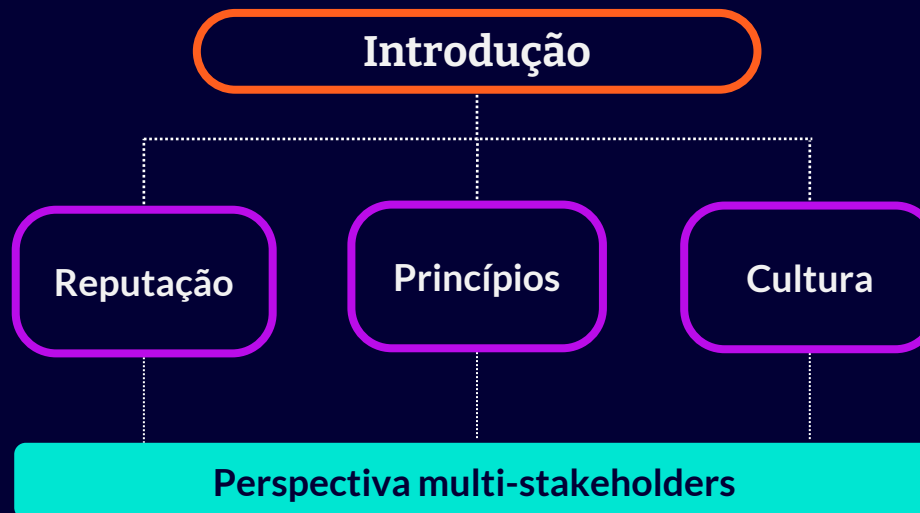 Introdução
Reputação
Princípios
Cultura
Perspectiva multi-stakeholders